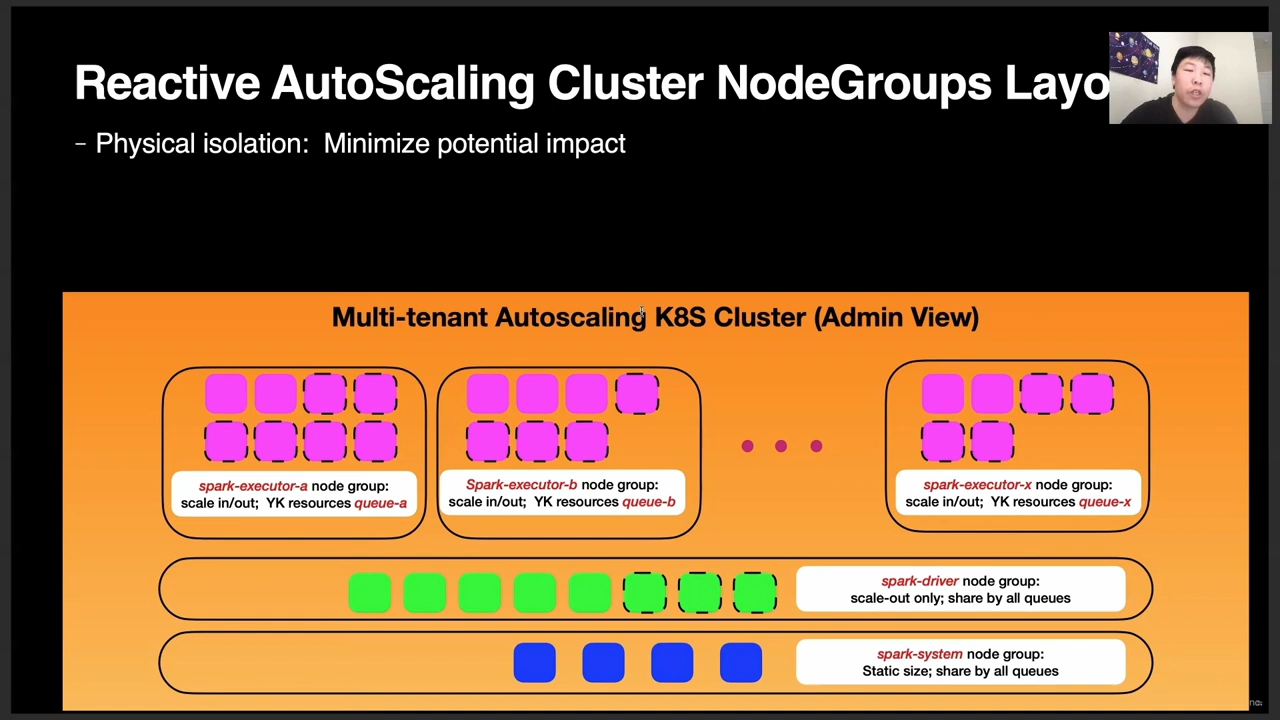 Reactive AutoScaling Cluster NodeGroups Layo
– Physical isolation:  Minimize potential impact
Multi-tenant Autoscaling K8S Cluster (Admin View)
spark-executor-a node group:
scale in/out;  YK resources queue-a
Spark-executor-b node group:
scale in/out;  YK resources queue-b
spark-executor-x node group:
scale in/out;  YK resources queue-x
spark-driver node group:
scale-out only; share by all queues
spark-system node group:
Static size; share by all queues